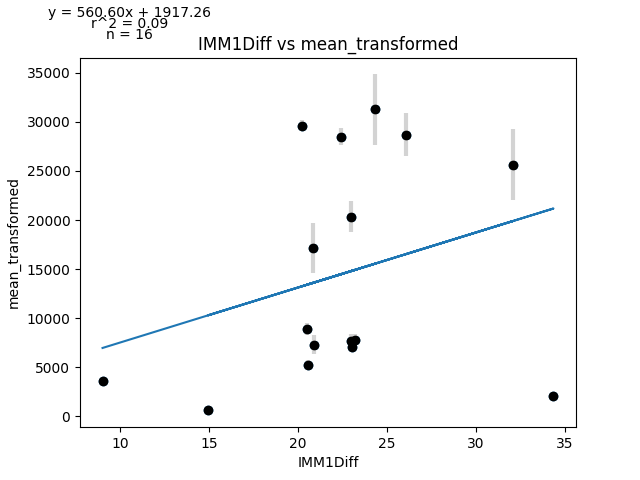 y = 560.60x + 1917.26
r^2 = 0.09
n = 16
IMM1Diff vs mean_transformed
35000
30000
25000
20000
15000
10000
5000
0
mean_transformed
10 15 20 25 30 35
IMM1Diff